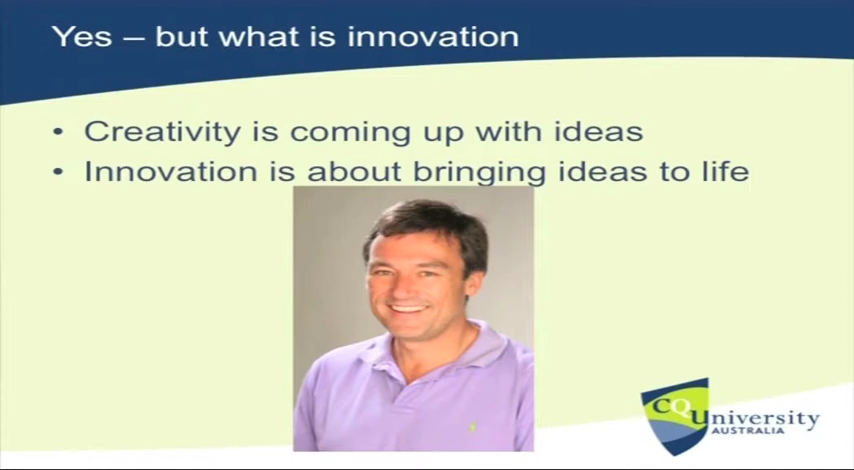 Yes – but what is innovation
• Creativity is coming up with ideas
• Innovation is about bringing ideas to life
CQUniversity
AUSTRALIA